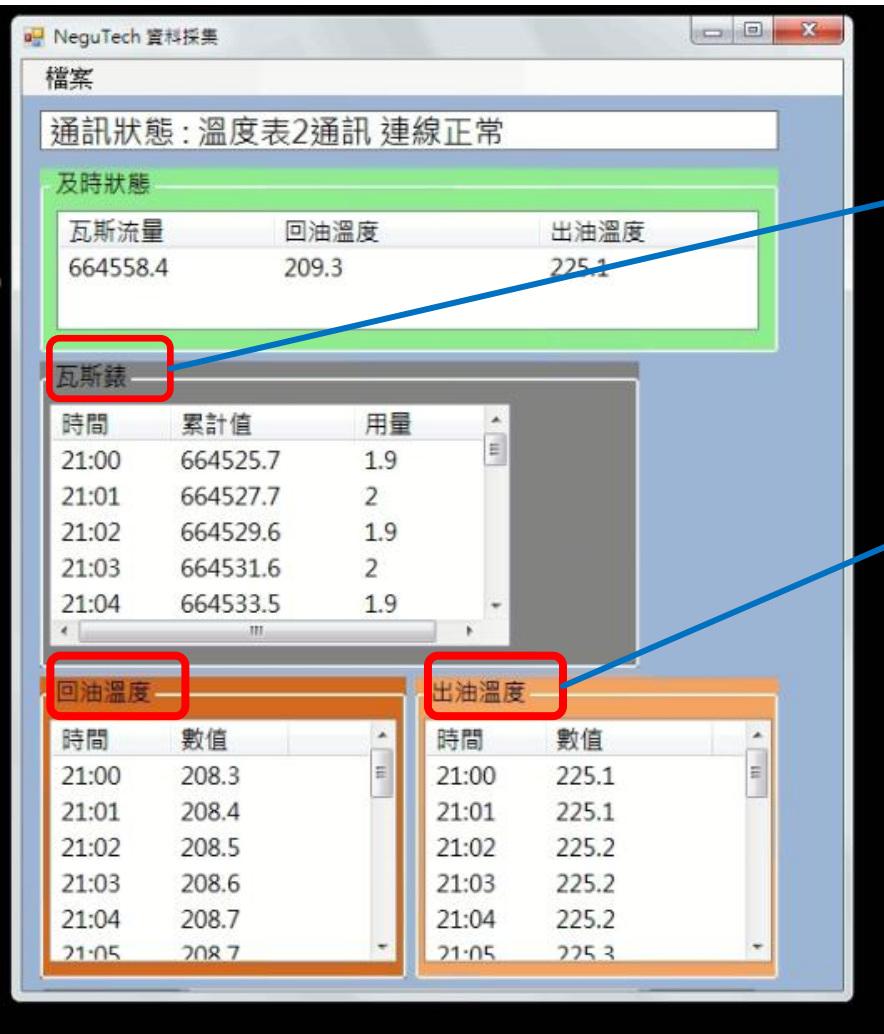 NeguTech 資料採集
檔案
通訊狀態 : 溫度表2通訊 連線正常
及時狀態
瓦斯流量 回油溫度 出油溫度
664558.4 209.3 225.1
瓦斯錶
時間 累計值 用量
21:00 664525.7 1.9
21:01 664527.7 2
21:02 664529.6 1.9
21:03 664531.6 2
21:04 664533.5 1.9
回油溫度
時間 數值
21:00 208.3
21:01 208.4
21:02 208.5
21:03 208.6
21:04 208.7
21:05 208.7
出油溫度
時間 數值
21:00 225.1
21:01 225.1
21:02 225.2
21:03 225.2
21:04 225.2
21:05 225.3